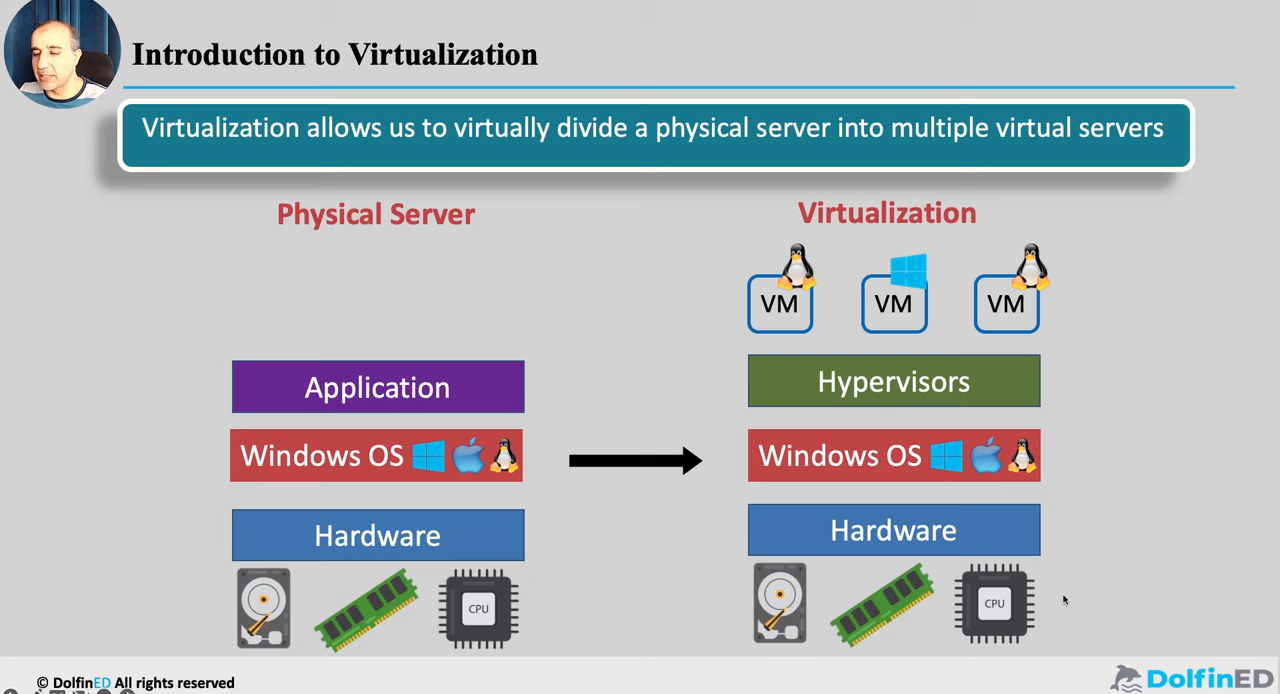 Introduction to Virtualization
Virtualization allows us to virtually divide a physical server into multiple virtual servers
Physical Server
Virtualization
VM
VM
VM
Application
Hypervisors
Windows OS
Windows OS
Hardware
Hardware
CPU
CPU
© DolfinED All rights reserved
DolfinED